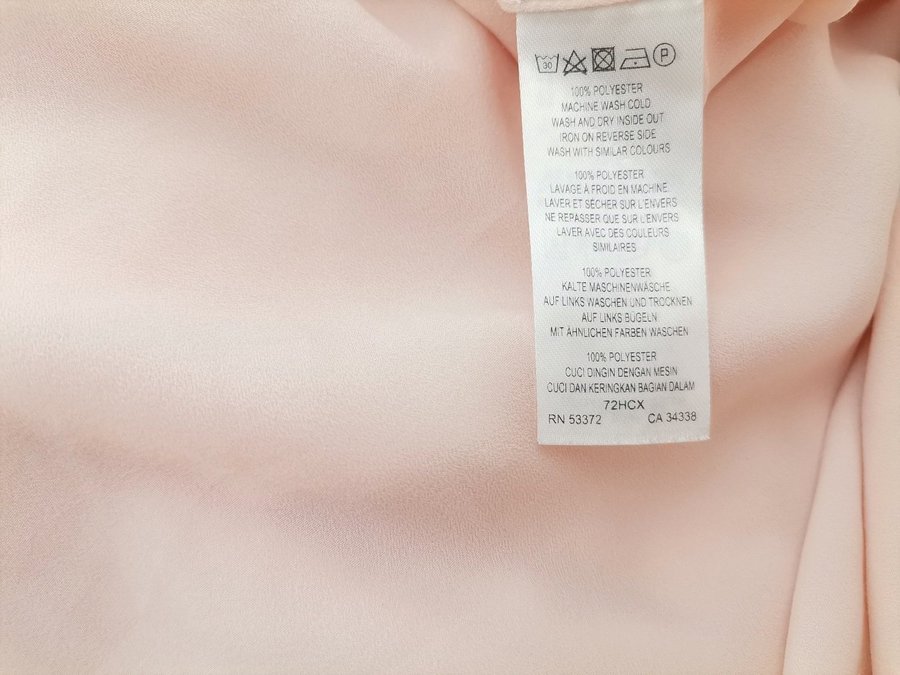 30 P
100% POLYESTER
MACHINE WASH COLD
WASH AND DRY INSIDE OUT
IRON ON REVERSE SIDE
WASH WITH SIMILAR COLOURS
100% POLYESTER
LAVAGE À FROID EN MACHINE
LAVER ET SÉCHER SUR L'ENVERS
NE REPASSER QUE SUR L'ENVERS
LAVER AVEC DES COULEURS
SIMILAIRES
100% POLYESTER
KALTE MASCHINENWÄSCHE
AUF LINKS WASCHEN UND TROCKNEN
AUF LINKS BÜGELN
MIT ÄHNLICHEN FARBEN WASCHEN
100% POLYESTER
CUCI DINGIN DENGAN MESIN
CUCI DAN KERINGKAN BAGIAN DALAM
72HCX
RN 53372 CA 34338